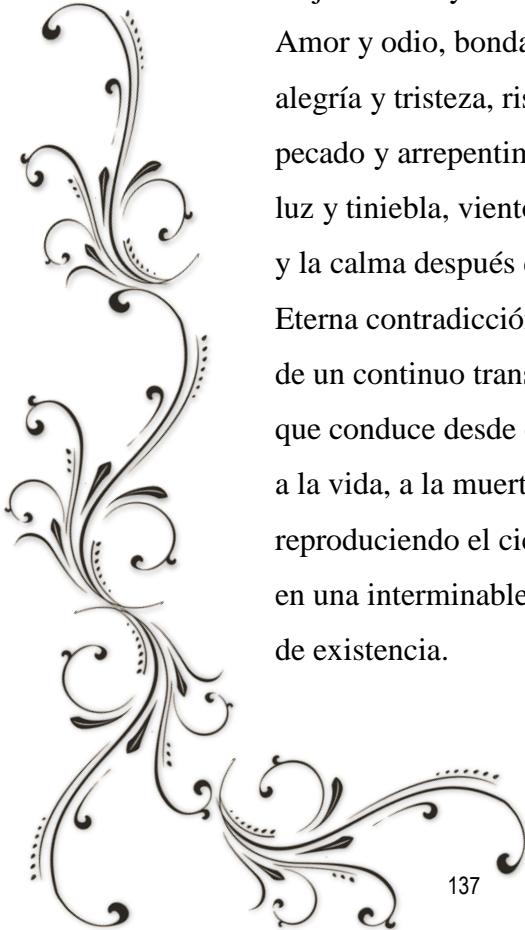 Amor y odio,
alegría y tristeza,
pecado y
luz y tiniebla,
y la calma después
Eterna
de un continuo
que conduce desde
a la vida, a la
reproduciendo el
en una interminable
de existencia.
137